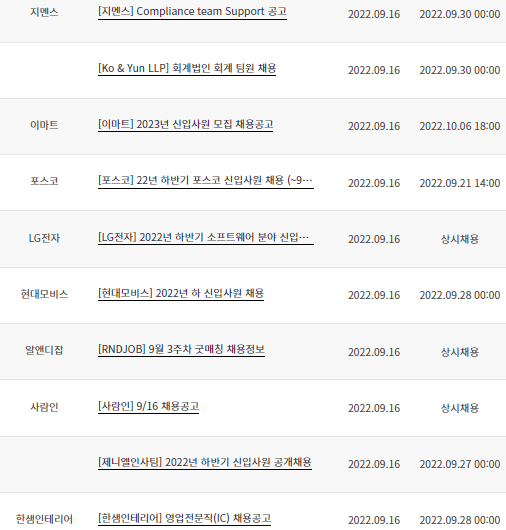 지멘스 [지멘스] Compliance team Support 공고 2022.09.16 2022.09.30 00:00
[Ko & Yun LLP] 회계법인 회계 팀원 채용 2022.09.16 2022.09.30 00:00
이마트 [이마트] 2023년 신입사원 모집 채용공고 2022.09.16 2022.10.06 18:00
포스코 [포스코] 22년 하반기 포스코 신입사원 채용 (~9… 2022.09.16 2022.09.21 14:00
LG전자 [LG전자] 2022년 하반기 소프트웨어 분야 신입… 2022.09.16 상시채용
현대모비스 [현대모비스] 2022년 하 신입사원 채용 2022.09.16 2022.09.28 00:00
알앤디잡 [RNDJOB] 9월 3주차 굿매칭 채용정보 2022.09.16 상시채용
사람인 [사람인] 9/16 채용공고 2022.09.16 상시채용
[제니엘인사팀] 2022년 하반기 신입사원 공개채용 2022.09.16 2022.09.27 00:00
한샘인테리어 [한샘인테리어] 영업전문직(IC) 채용공고 2022.09.16 2022.09.28 00:00